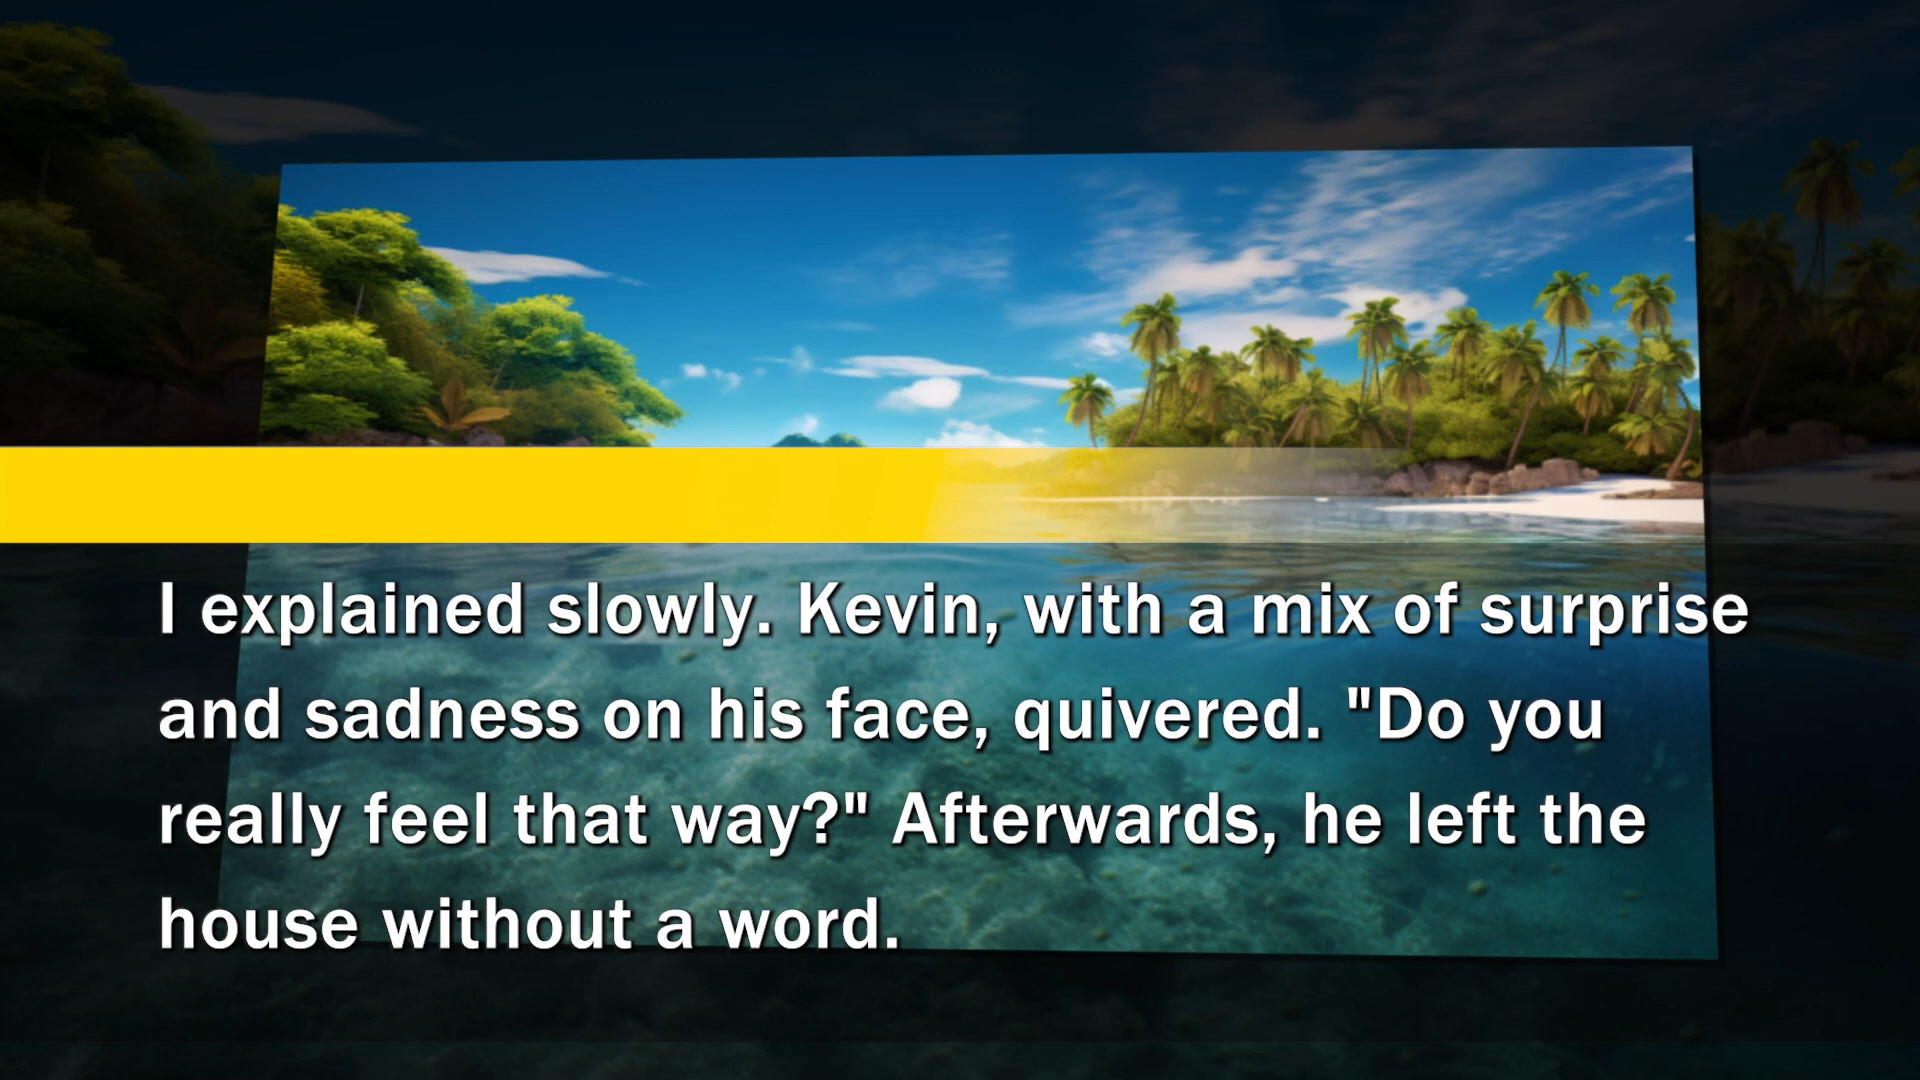 I explained slowly. Kevin, with a mix of surprise
and sadness on his face, quivered. "Do you
really feel that way?" Afterwards, he left the
house without a word.